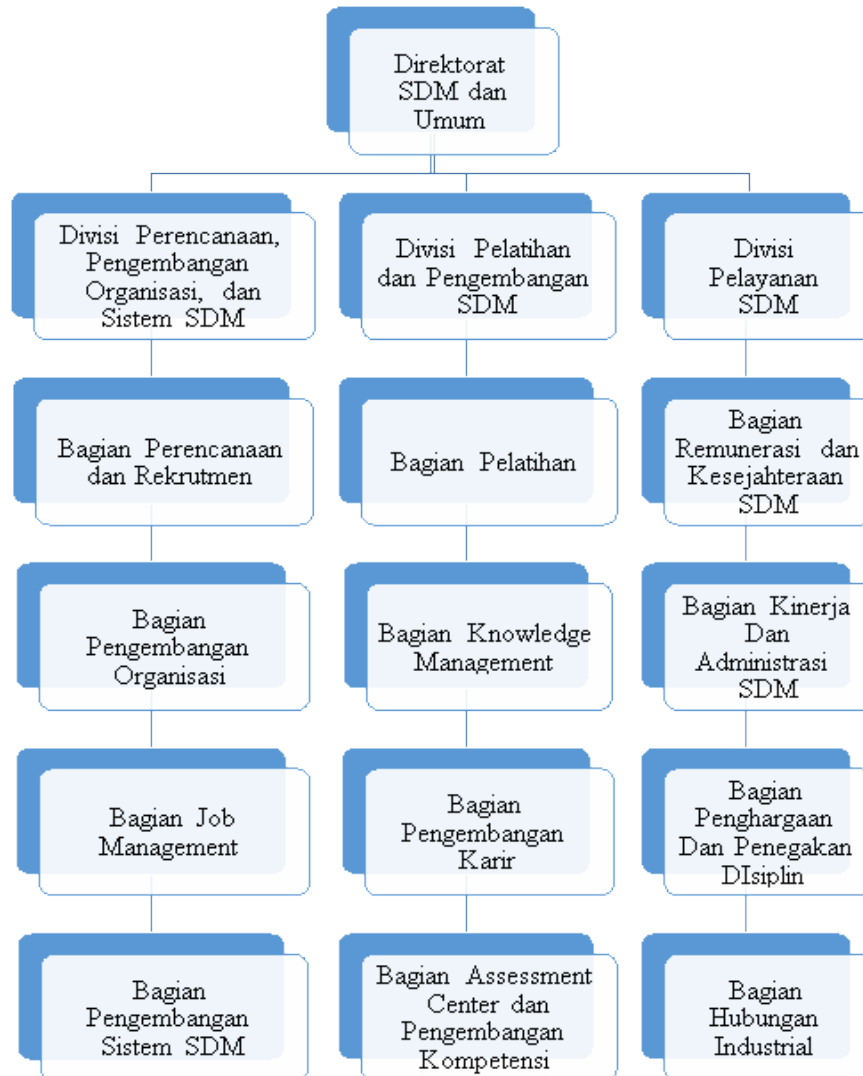 Direktorat
SDM dan
Umum
Divisi Perencanaan,
Pengembangan
Organisasi, dan
Sistem SDM
Divisi Pelatihan
dan Pengembangan
SDM
Divisi
Pelayanan
SDM
Bagian Perencanaan
dan Rekrutmen
Bagian Pelatihan
Bagian
Remunerasi dan
Kesejahteraan
SDM
Bagian
Pengembangan
Organisasi
Bagian Knowledge
Management
Bagian Kinerja
Dan
Administrasi
SDM
Bagian Job
Management
Bagian
Pengembangan
Karir
Bagian
Penghargaan
Dan Penegakan
DIsiplin
Bagian
Pengembangan
Sistem SDM
Bagian Assessment
Center dan
Pengembangan
Kompetensi
Bagian
Hubungan
Industrial